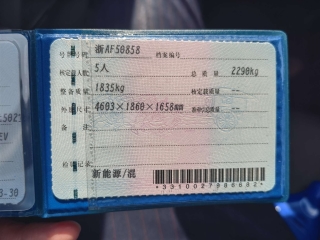 号牌号码 浙AF50858 档案编号
核定载人数 5人 总质量 2290kg
整备质量 1835kg 核定载质量 --
外廓尺寸 4603×1860×1658mm 准牵引总质量 --
备注
检验记录
新能源/混
*3310027986682*